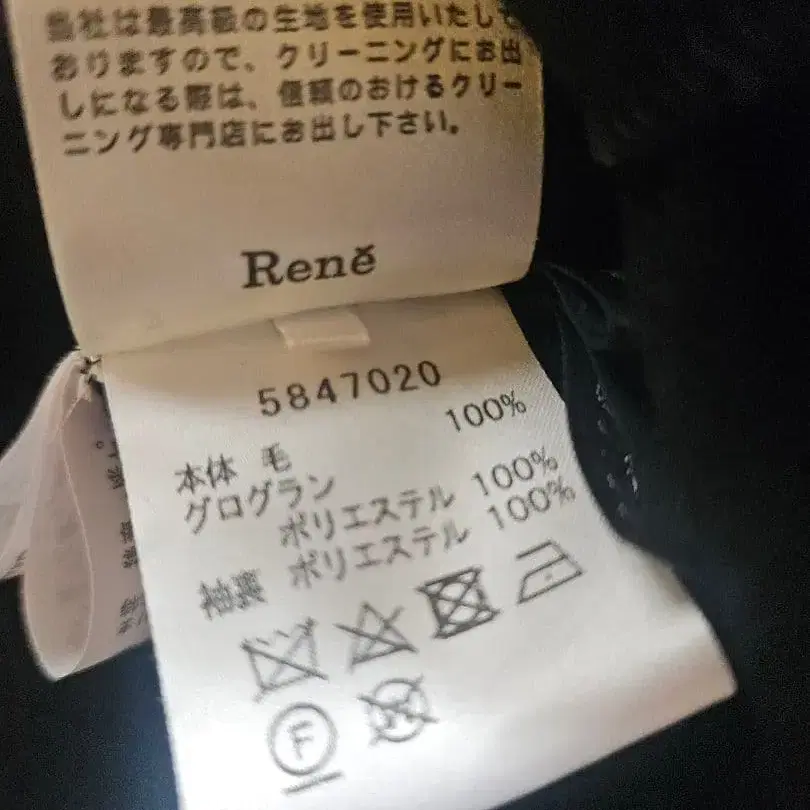 当社は最高級の生地を使用いたして
おりますので、クリーニングにお出
しになる際は、信頼のおけるクリー
ニング専門店にお出し下さい。
René
5847020
本体 毛 100%
グログラン
ポリエステル 100%
袖裏 ポリエステル 100%
F
W